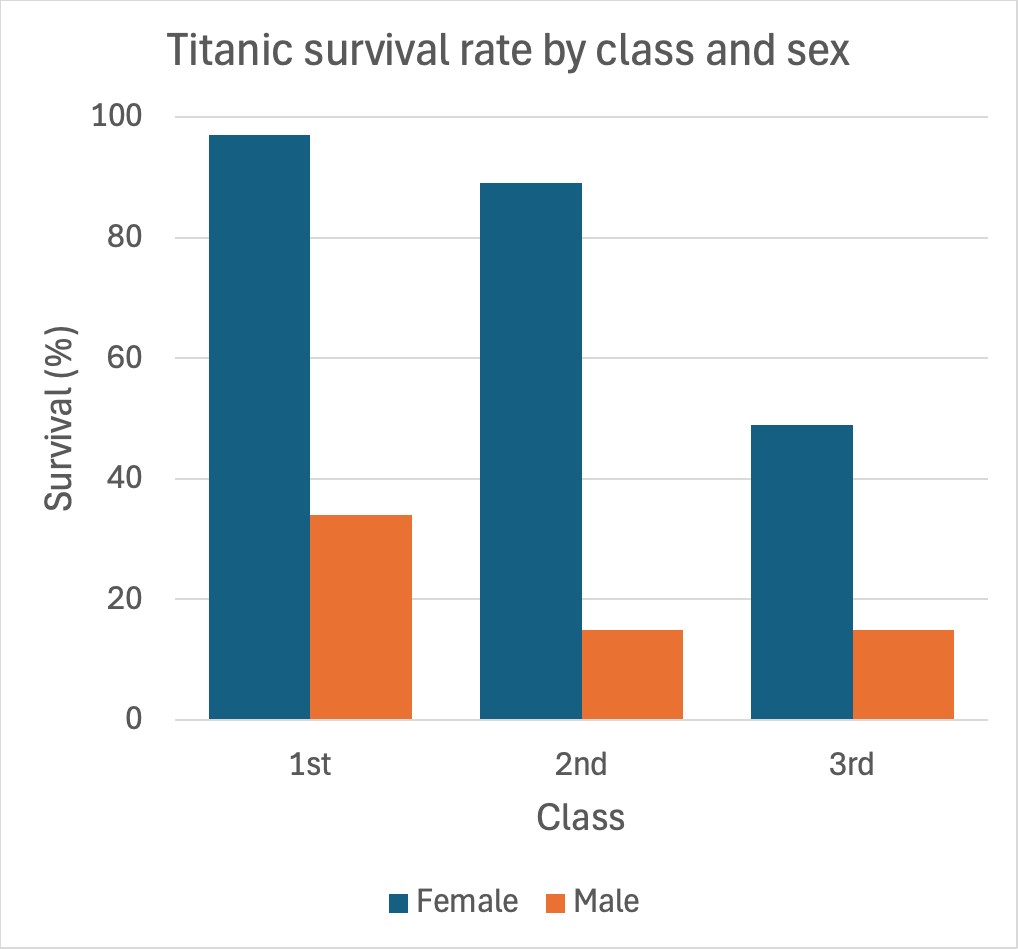 Titanic survival rate by class and sex
100
80
60
40
20
0
Survival (%)
1st 2nd 3rd
Class
Female Male